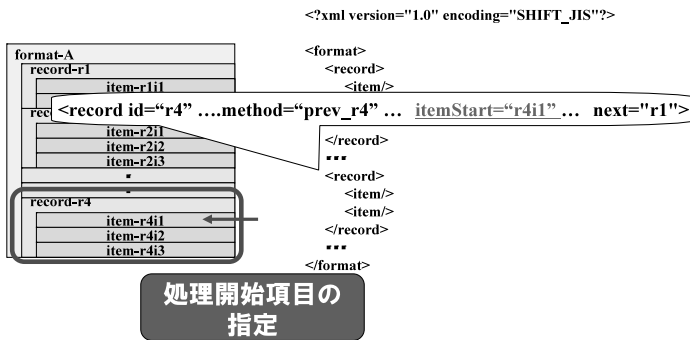 <?xml version="1.0" encoding="SHIFT_JIS"?>
format-A
record-r1
item-r1i1
item-r2i1
item-r2i2
item-r2i3
record-r4
item-r4i1
item-r4i2
item-r4i3
<format>
<record>
<item/>
<record id=“r4” ….method=“prev_r4” … itemStart=“r4i1” … next="r1">
</record>
<record>
<item/>
<item/>
</record>
</format>
処理開始項目の
指定